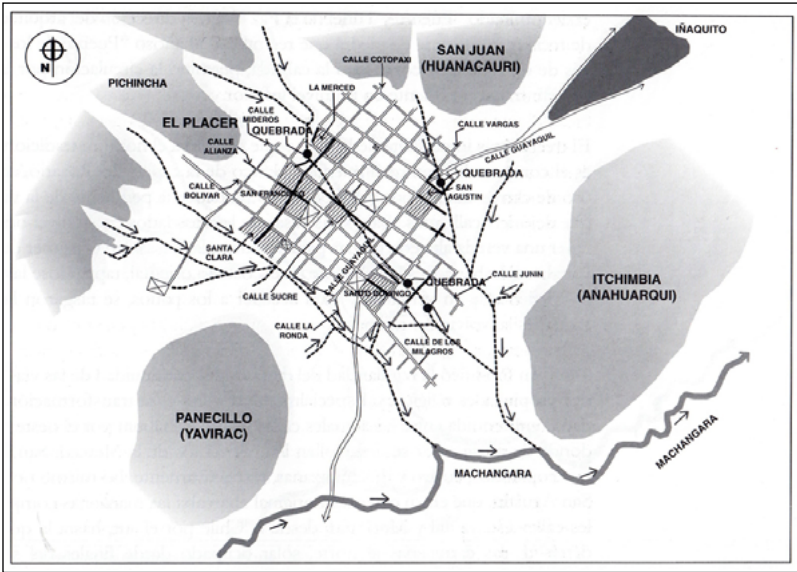 IÑAQUITO
SAN JUAN
(HUANACAURI)
N
CALLE COTOPAXI
PICHINCHA
LA MERCED
EL PLACER
CALLE
MIDEROS
CALLE VARGAS
QUEBRADA
CALLE
ALIANZA
CALLE GUAYAQUIL
QUEBRADA
CALLE
BOLIVAR
SAN FRANCISCO
SAN
AGUSTIN
SANTA
CLARA
CALLE GUAYAQUIL
QUEBRADA
CALLE JUNIN
ITCHIMBIA
(ANAHUARQUI)
CALLE SUCRE
SANTO DOMINGO
CALLE LA
RONDA
CALLE DE LOS
MILAGROS
PANECILLO
(YAVIRAC)
MACHANGARA
MACHANGARA